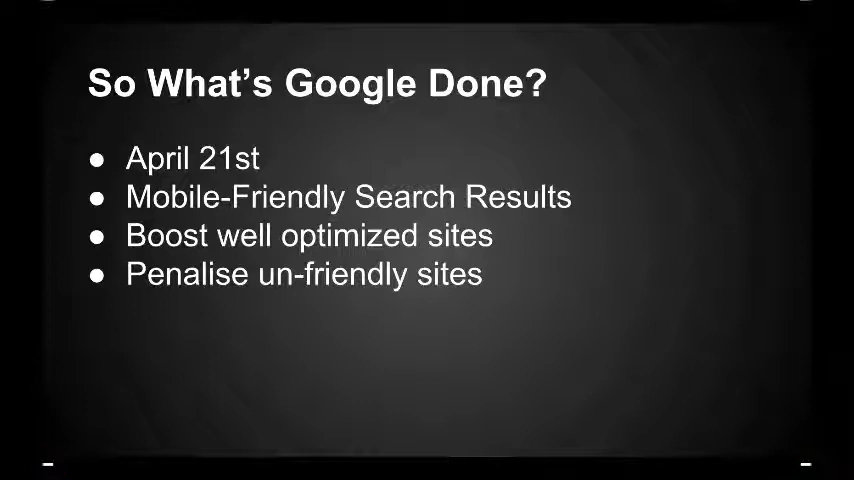 So What’s Google Done?
● April 21st
● Mobile-Friendly Search Results
● Boost well optimized sites
● Penalise un-friendly sites